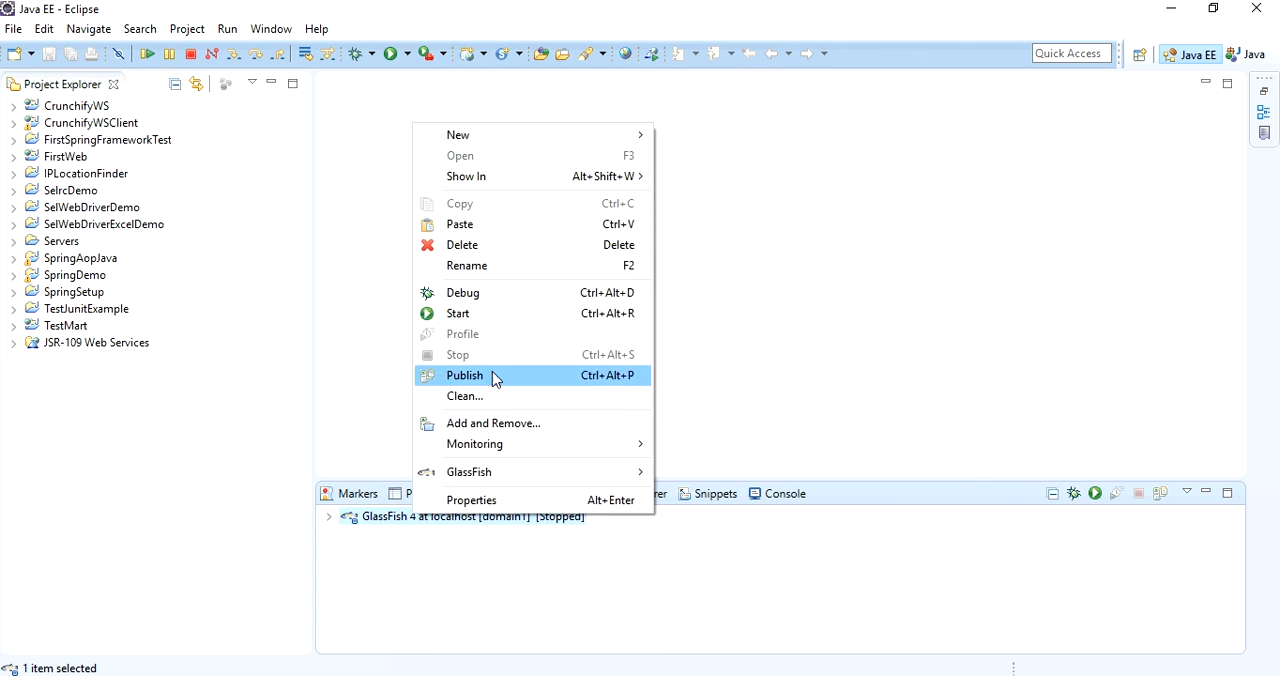 Java EE - Eclipse
File Edit Navigate Search Project Run Window Help
Quick Access Java EE Java
Project Explorer
CrunchifyWS
CrunchifyWSClient
FirstSpringFrameworkTest
FirstWeb
IPLocationFinder
SelrcDemo
SelWebDriverDemo
SelWebDriverExcelDemo
Servers
SpringAopJava
SpringDemo
SpringSetup
TestJunitExample
TestMart
JSR-109 Web Services
New
Open F3
Show In Alt+Shift+W
Copy Ctrl+C
Paste Ctrl+V
Delete Delete
Rename F2
Debug Ctrl+Alt+D
Start Ctrl+Alt+R
Profile
Stop Ctrl+Alt+S
Publish Ctrl+Alt+P
Clean...
Add and Remove...
Monitoring
GlassFish
Properties Alt+Enter
Markers P rer Snippets Console
GlassFish 4 at localhost [domain1] [Stopped]
1 item selected